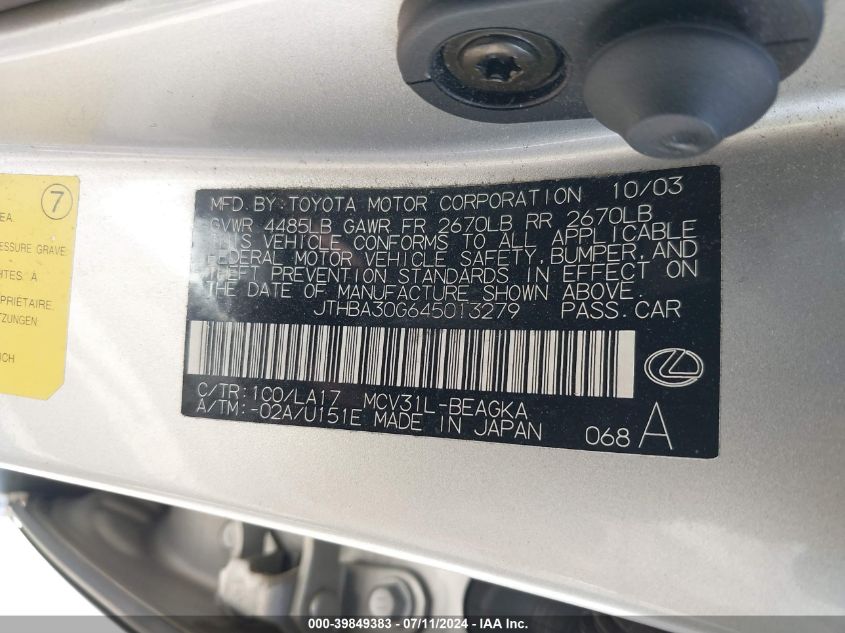 7
EA.
ESSURE GRAVE
HTES À
PRIÉTAIRE,
TZUNGEN
ICH
MFD. BY: TOYOTA MOTOR CORPORATION 10/03
GVWR 4485LB GAWR FR 2670LB RR 2670LB
THIS VEHICLE CONFORMS TO ALL APPLICABLE
FEDERAL MOTOR VEHICLE SAFETY, BUMPER, AND
THEFT PREVENTION STANDARDS IN EFFECT ON
THE DATE OF MANUFACTURE SHOWN ABOVE.
JTHBA30G645013279 PASS. CAR
C/TR: 1C0/LA17 MCV31L-BEAGKA
A/TM: -02A/U151E MADE IN JAPAN
068 A
000-39849383 - 07/11/2024 - IAA Inc.